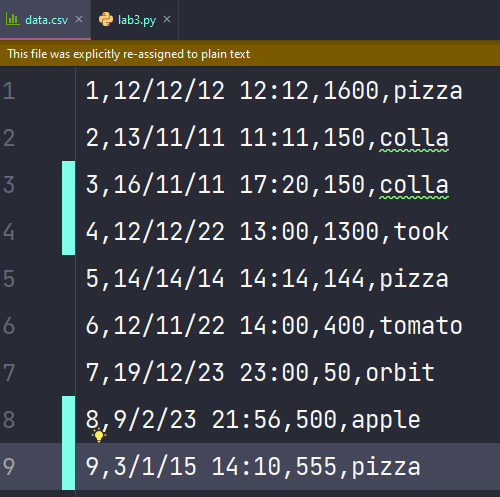 data.csv
lab3.py
This file was explicitly re-assigned to plain text
1 1,12/12/12 12:12,1600,pizza
2 2,13/11/11 11:11,150,colla
3 3,16/11/11 17:20,150,colla
4 4,12/12/22 13:00,1300,took
5 5,14/14/14 14:14,144,pizza
6 6,12/11/22 14:00,400,tomato
7 7,19/12/23 23:00,50,orbit
8 8,9/2/23 21:56,500,apple
9 9,3/1/15 14:10,555,pizza